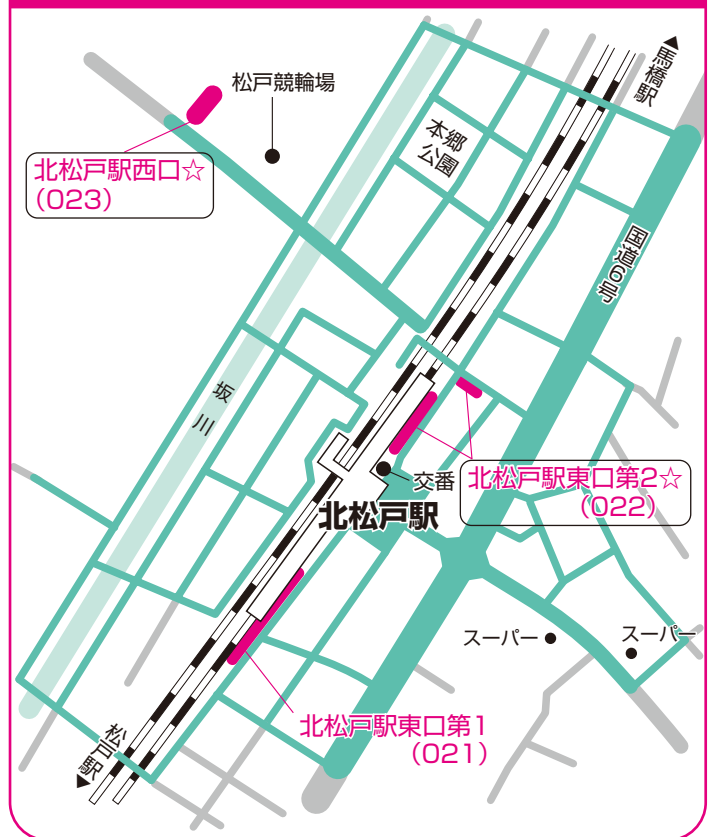 馬橋駅
松戸競輪場
本郷
公園
北松戸駅西口☆
(023)
国道6号
坂川
交番
北松戸駅東口第2☆
(022)
北松戸駅
スーパー
スーパー
北松戸駅東口第1
(021)
松戸駅